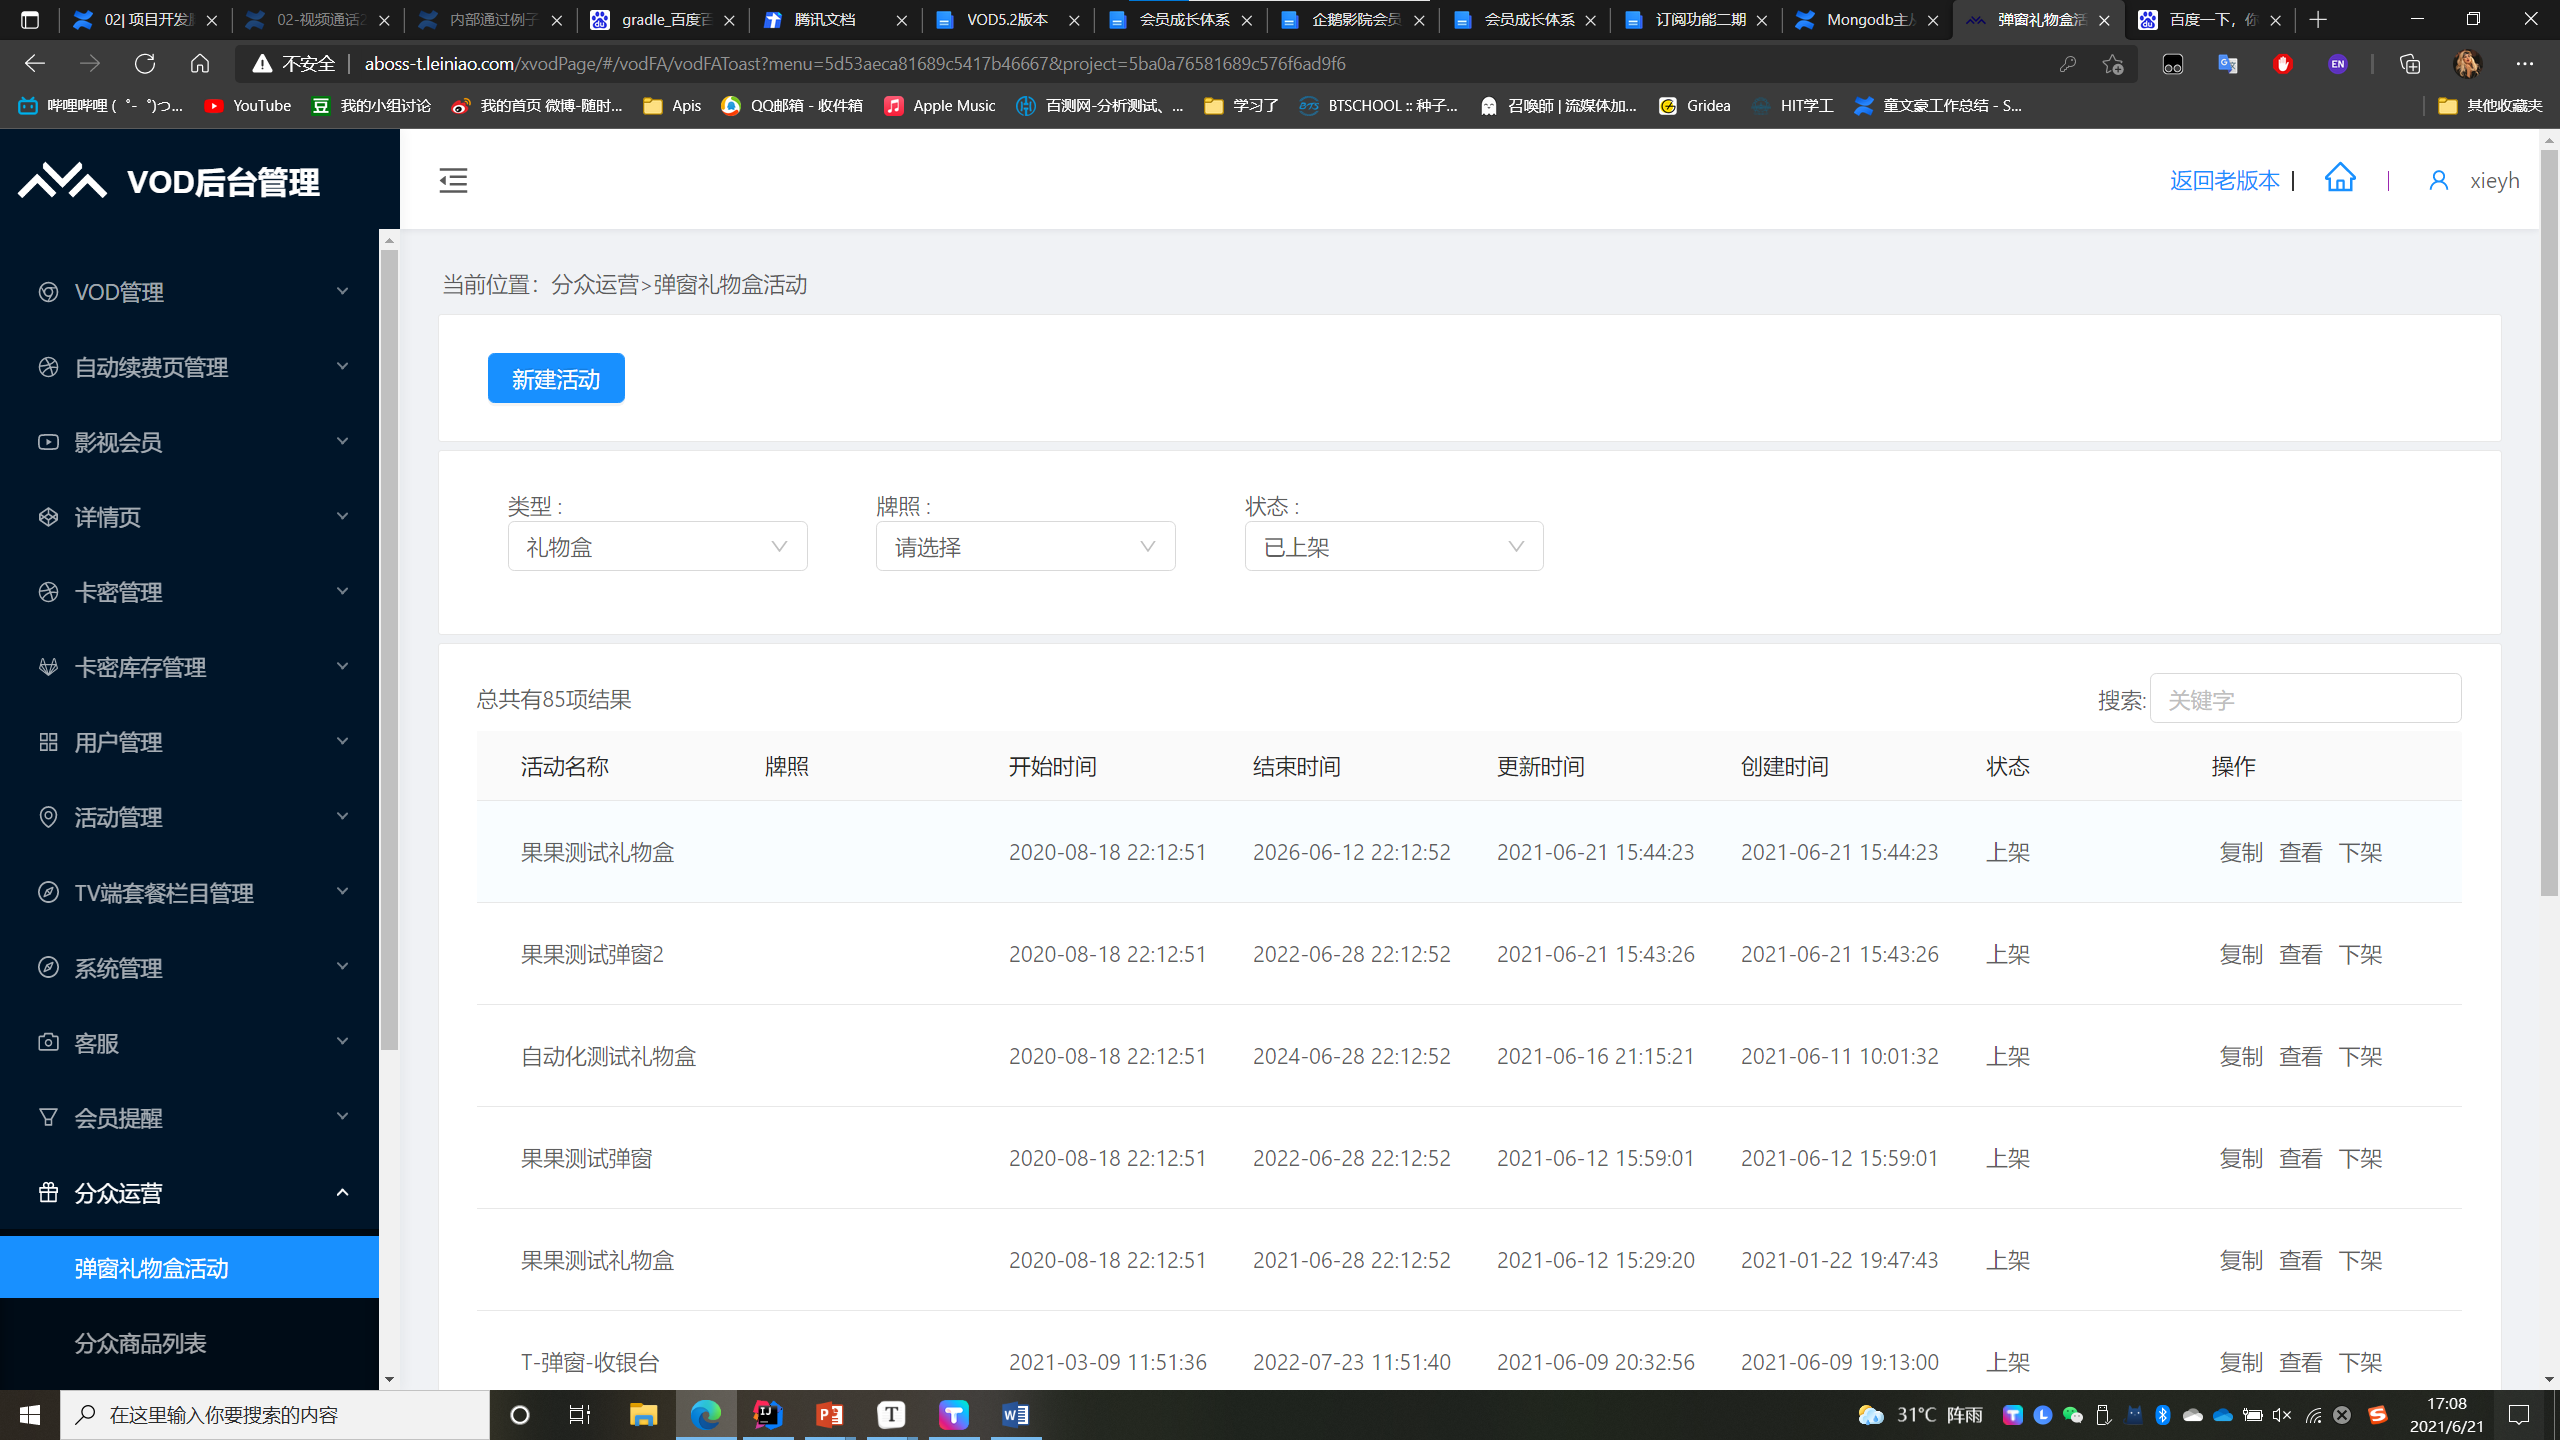 02| 项目开发
02-视频通话2
内部通过例子
gradle_百度百
腾讯文档
VOD5.2版本
会员成长体系
企鹅影院会员
会员成长体系
订阅功能二期
Mongodb主从
弹窗礼物盒活
百度一下，你
不安全
aboss-t.leiniao.com/xvodPage/#/vodFA/vodFAToast?menu=5d53aeca81689c5417b46667&project=5ba0a76581689c576f6ad9f6
EN
哔哩哔哩 (゜-゜)つ...
YouTube
我的小组讨论
我的首页 微博-随时...
Apis
QQ邮箱 - 收件箱
Apple Music
百测网-分析测试、...
学习了
BTSCHOOL :: 种子...
召唤師 | 流媒体加...
Gridea
HIT学工
童文豪工作总结 - S...
其他收藏夹
VOD后台管理
返回老版本
xieyh
VOD管理
自动续费页管理
影视会员
详情页
卡密管理
卡密库存管理
用户管理
活动管理
TV端套餐栏目管理
系统管理
客服
会员提醒
分众运营
弹窗礼物盒活动
分众商品列表
当前位置：分众运营>弹窗礼物盒活动
新建活动
类型 : 牌照 : 状态 :
礼物盒 请选择 已上架
总共有85项结果 搜索: 关键字
活动名称 牌照 开始时间 结束时间 更新时间 创建时间 状态 操作
果果测试礼物盒 2020-08-18 22:12:51 2026-06-12 22:12:52 2021-06-21 15:44:23 2021-06-21 15:44:23 上架 复制 查看 下架
果果测试弹窗2 2020-08-18 22:12:51 2022-06-28 22:12:52 2021-06-21 15:43:26 2021-06-21 15:43:26 上架 复制 查看 下架
自动化测试礼物盒 2020-08-18 22:12:51 2024-06-28 22:12:52 2021-06-16 21:15:21 2021-06-11 10:01:32 上架 复制 查看 下架
果果测试弹窗 2020-08-18 22:12:51 2022-06-28 22:12:52 2021-06-12 15:59:01 2021-06-12 15:59:01 上架 复制 查看 下架
果果测试礼物盒 2020-08-18 22:12:51 2021-06-28 22:12:52 2021-06-12 15:29:20 2021-01-22 19:47:43 上架 复制 查看 下架
T-弹窗-收银台 2021-03-09 11:51:36 2022-07-23 11:51:40 2021-06-09 20:32:56 2021-06-09 19:13:00 上架 复制 查看 下架
在这里输入你要搜索的内容
31°C 阵雨
17:08
2021/6/21